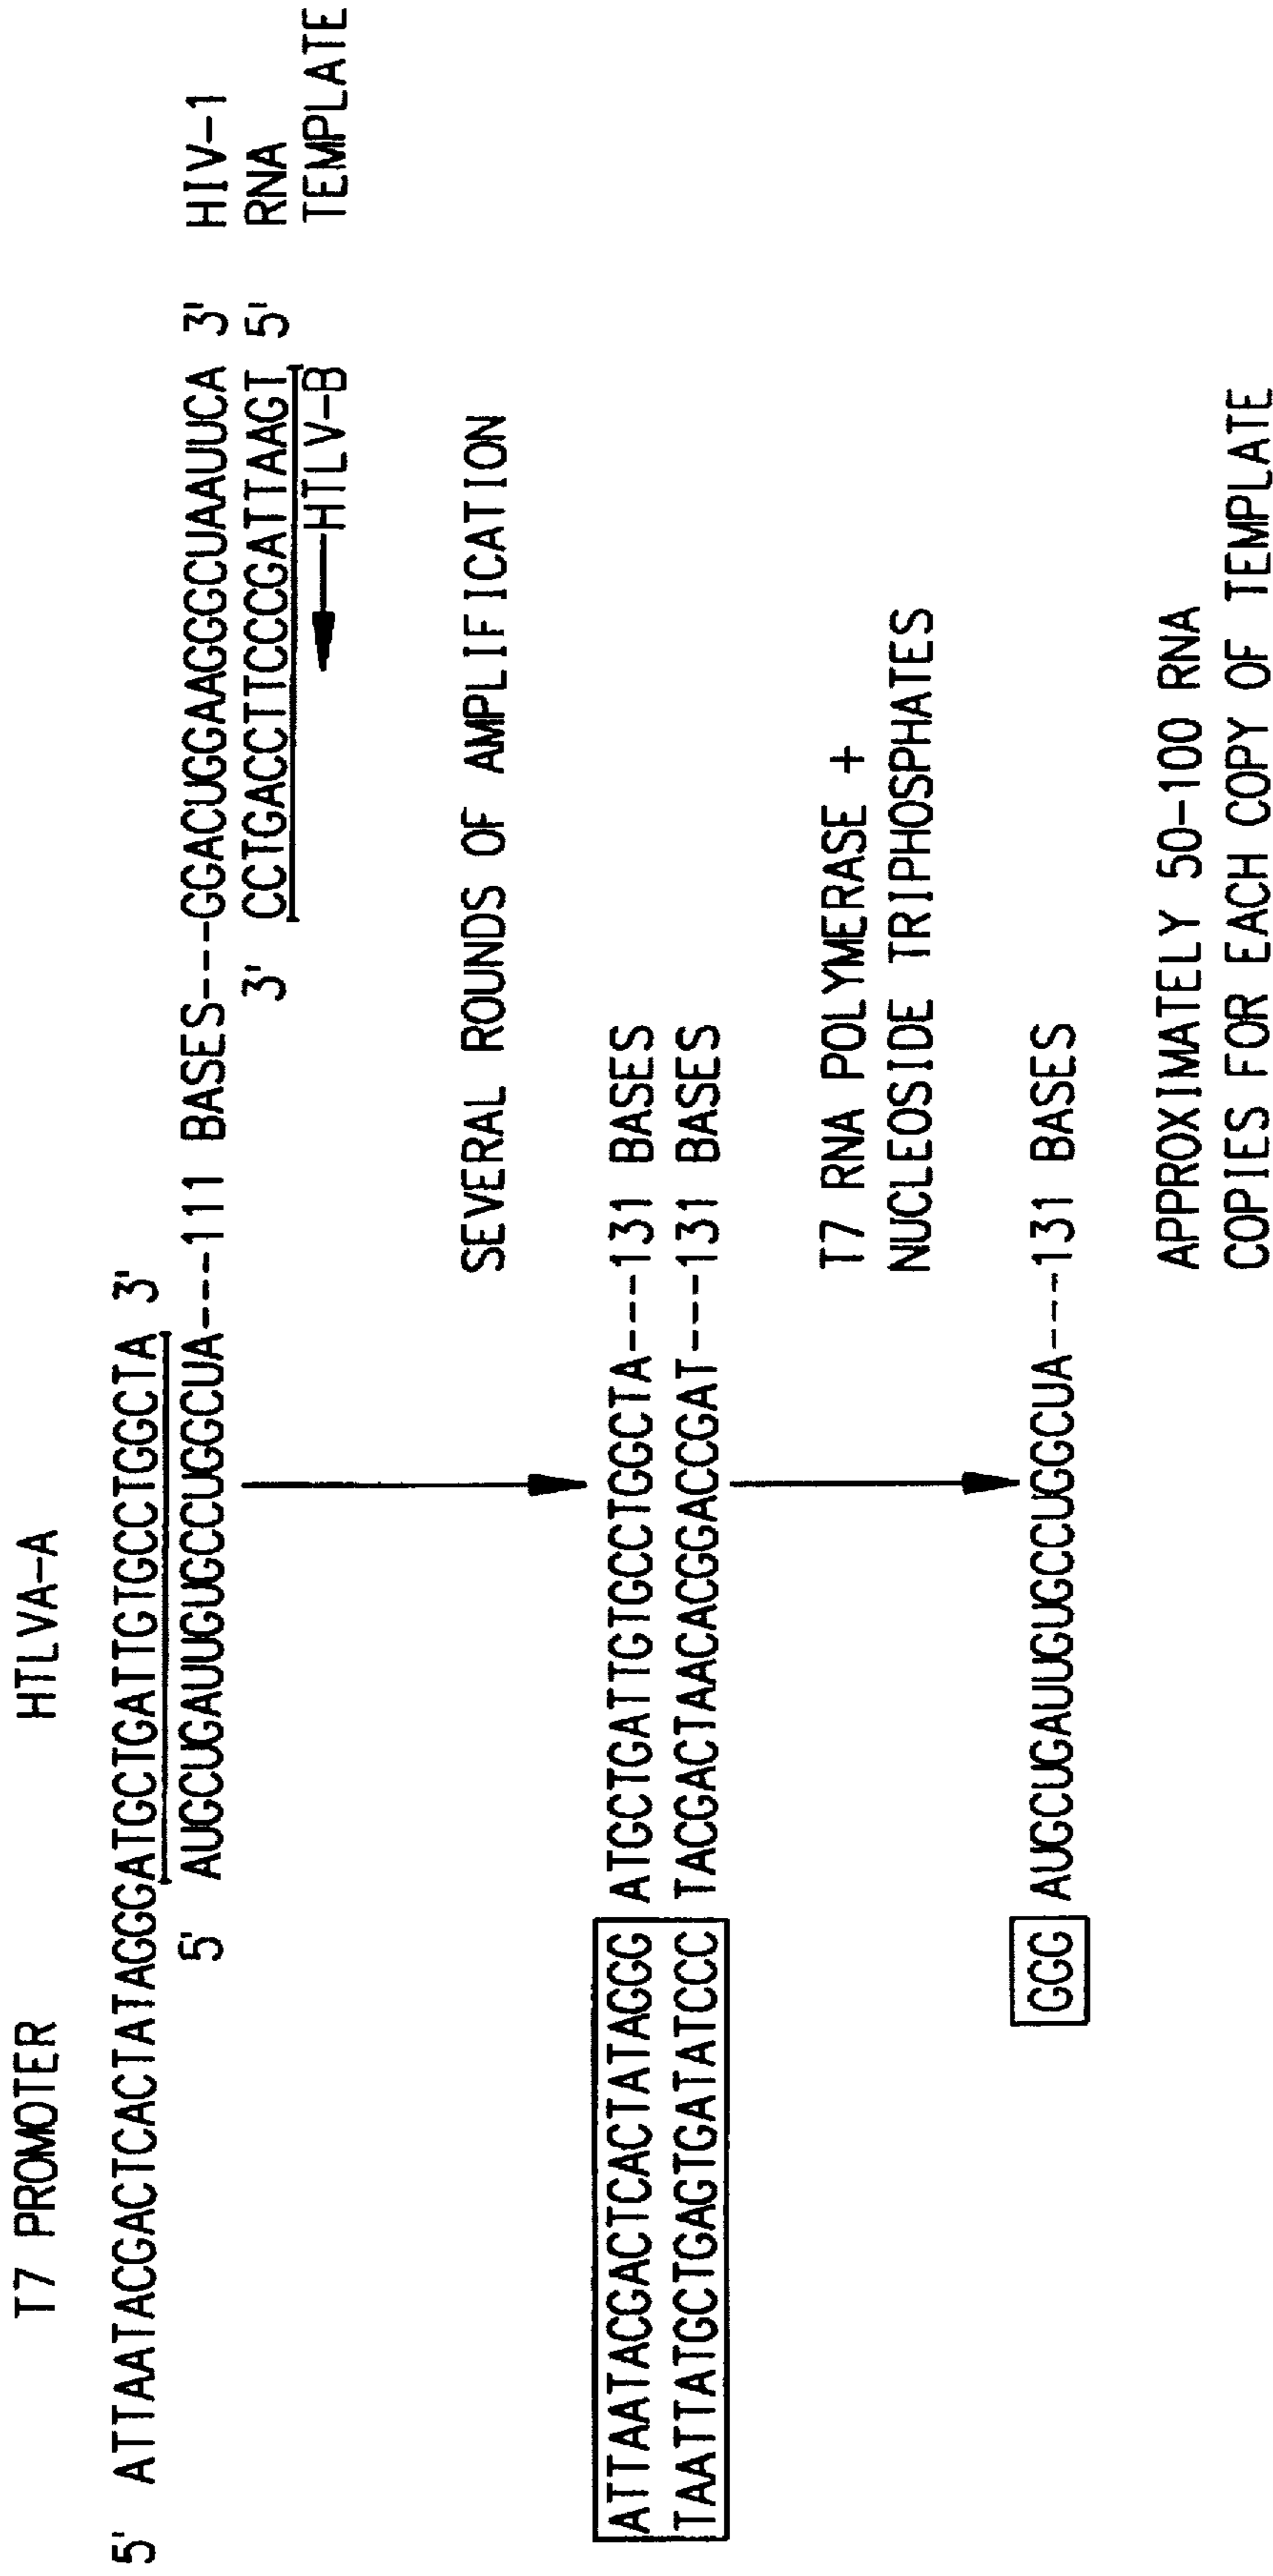 T7 PROMOTER HTLVA-A
5' ATTAATACGACTCACTATAGGGATGCTGATTGTGCCTGGCTA 3'
5' AUGCUGAUUGUGCCUGGCUA---111 BASES---GGACUGGAAGGGCUAAUUCA 3' HIV-1
3' CCTGACCTTCCCGATTAAGT 5' RNA
HTLV-B TEMPLATE
SEVERAL ROUNDS OF AMPLIFICATION
ATTAATACGACTCACTATAGGG ATGCTGATTGTGCCTGGCTA---131 BASES
TAATTATGCTGAGTGATATCCC TACGACTAACACGGACCGAT---131 BASES
T7 RNA POLYMERASE +
NUCLEOSIDE TRIPHOSPHATES
GGG AUGCUGAUUGUGCCUGGCUA---131 BASES
APPROXIMATELY 50-100 RNA
COPIES FOR EACH COPY OF TEMPLATE